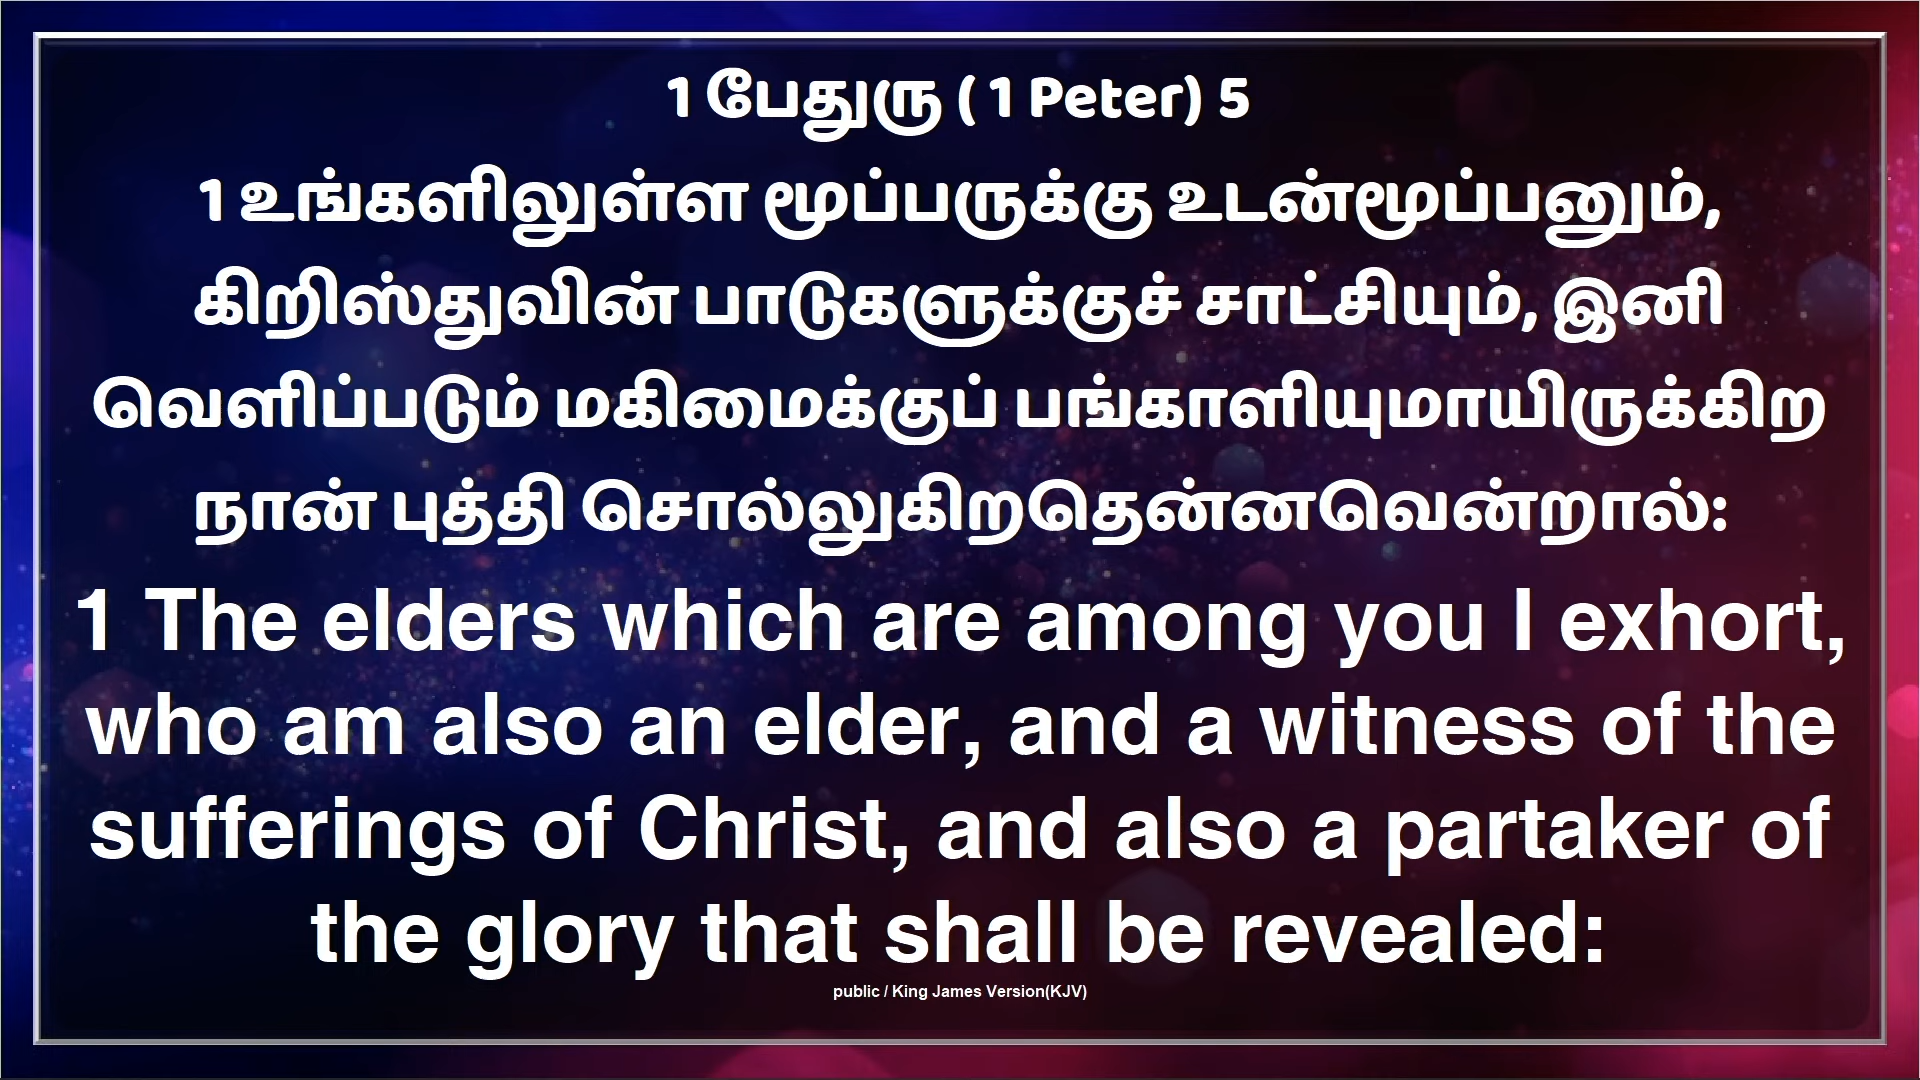 1 பேதுரு ( 1 Peter) 5
1 உங்களிலுள்ள மூப்பருக்கு உடன்மூப்பனும்,
கிறிஸ்துவின் பாடுகளுக்குச் சாட்சியும், இனி
வெளிப்படும் மகிமைக்குப் பங்காளியுமாயிருக்கிற
நான் புத்தி சொல்லுகிறதென்னவென்றால்:
1 The elders which are among you I exhort,
who am also an elder, and a witness of the
sufferings of Christ, and also a partaker of
the glory that shall be revealed:
public / King James Version(KJV)